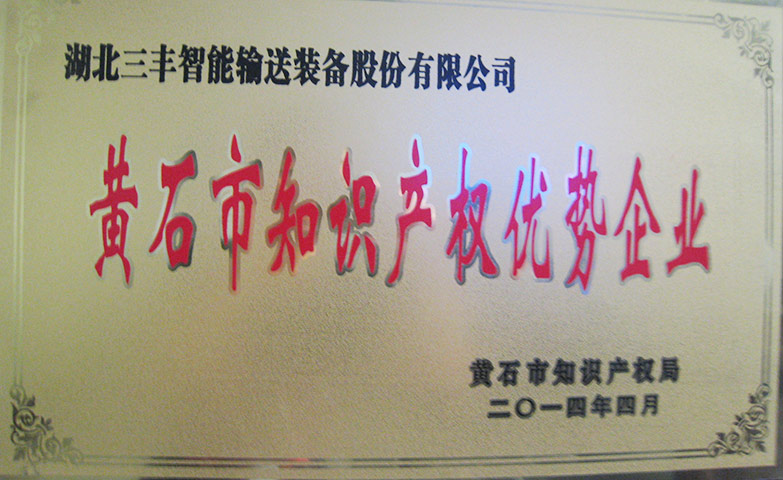 湖北三丰智能输送装备股份有限公司
黄石市知识产权优势企业
黄石市知识产权局
二〇一四年四月